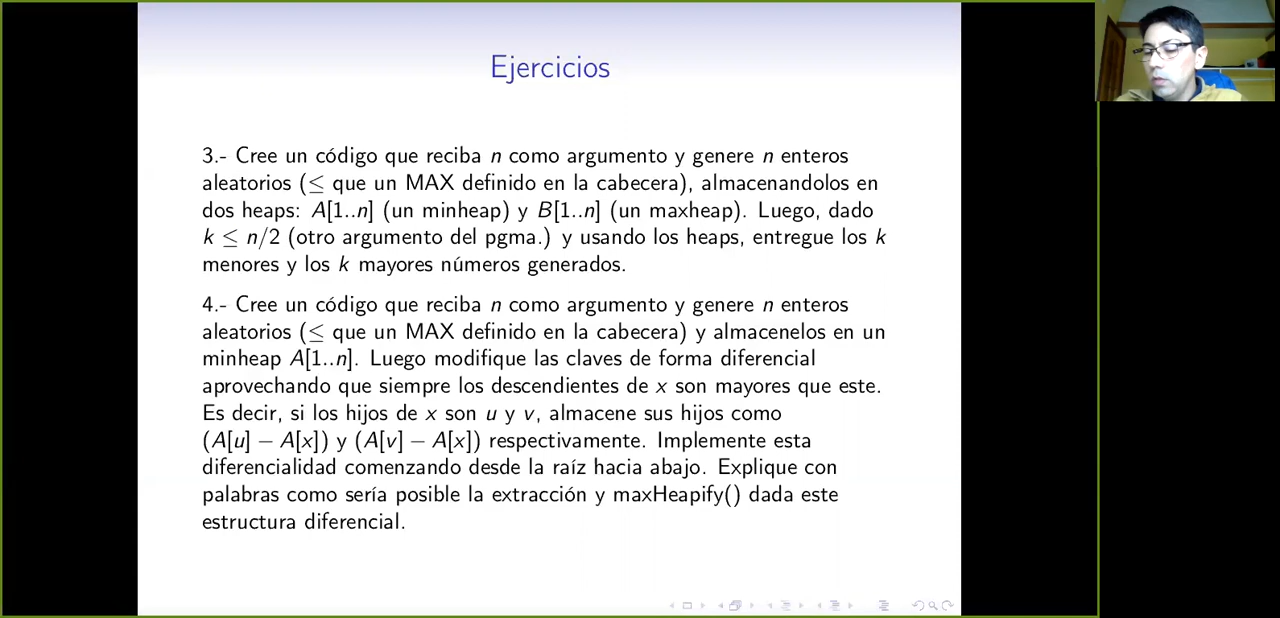 Ejercicios
3.- Cree un código que reciba n como argumento y genere n enteros
aleatorios (≤ que un MAX definido en la cabecera), almacenandolos en
dos heaps: A[1..n] (un minheap) y B[1..n] (un maxheap). Luego, dado
k ≤ n/2 (otro argumento del pgma.) y usando los heaps, entregue los k
menores y los k mayores números generados.
4.- Cree un código que reciba n como argumento y genere n enteros
aleatorios (≤ que un MAX definido en la cabecera) y almacenelos en un
minheap A[1..n]. Luego modifique las claves de forma diferencial
aprovechando que siempre los descendientes de x son mayores que este.
Es decir, si los hijos de x son u y v, almacene sus hijos como
(A[u] − A[x]) y (A[v] − A[x]) respectivamente. Implemente esta
diferencialidad comenzando desde la raíz hacia abajo. Explique con
palabras como sería posible la extracción y maxHeapify() dada este
estructura diferencial.